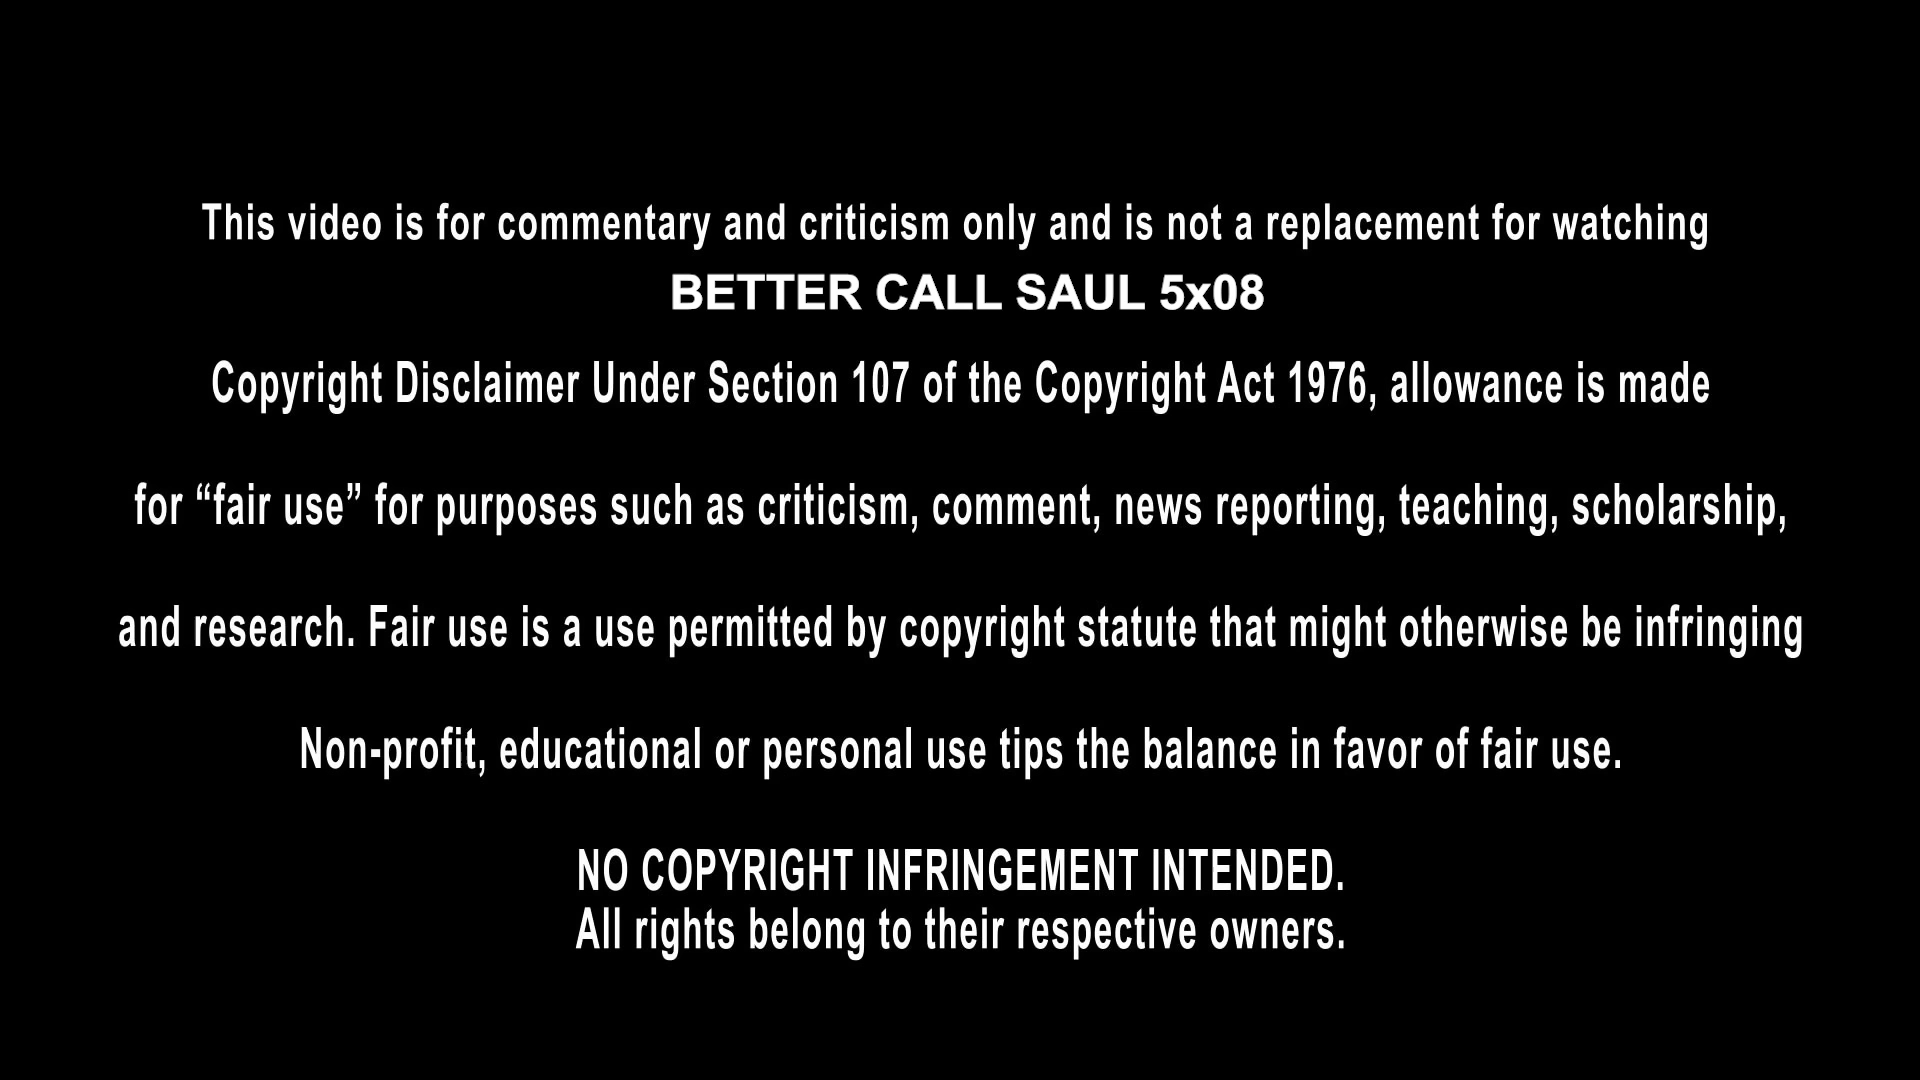 This video is for commentary and criticism only and is not a replacement for watching
BETTER CALL SAUL 5x08
Copyright Disclaimer Under Section 107 of the Copyright Act 1976, allowance is made
for “fair use” for purposes such as criticism, comment, news reporting, teaching, scholarship,
and research. Fair use is a use permitted by copyright statute that might otherwise be infringing
Non-profit, educational or personal use tips the balance in favor of fair use.
NO COPYRIGHT INFRINGEMENT INTENDED.
All rights belong to their respective owners.